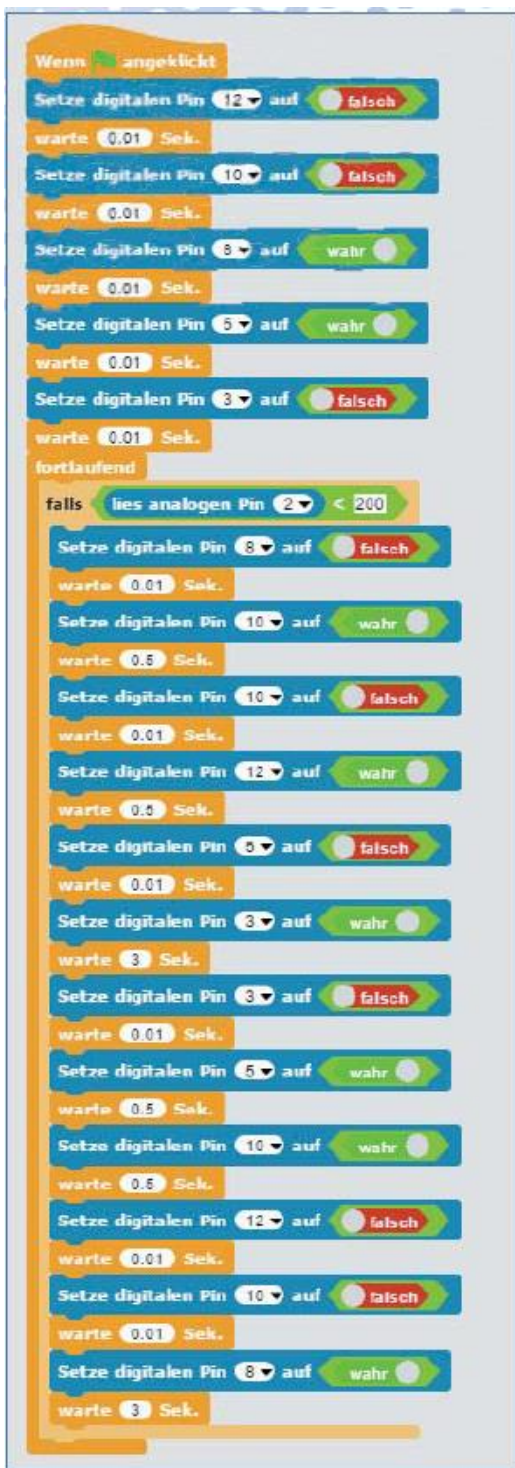 Wenn angeklickt
Setze digitalen Pin 12 auf falsch
warte 0.01 Sek.
Setze digitalen Pin 10 auf falsch
warte 0.01 Sek.
Setze digitalen Pin 8 auf wahr
warte 0.01 Sek.
Setze digitalen Pin 5 auf wahr
warte 0.01 Sek.
Setze digitalen Pin 3 auf falsch
warte 0.01 Sek.
fortlaufend
falls lies analogen Pin 2 < 200
Setze digitalen Pin 8 auf falsch
warte 0.01 Sek.
Setze digitalen Pin 10 auf wahr
warte 0.5 Sek.
Setze digitalen Pin 10 auf falsch
warte 0.01 Sek.
Setze digitalen Pin 12 auf wahr
warte 0.5 Sek.
Setze digitalen Pin 5 auf falsch
warte 0.01 Sek.
Setze digitalen Pin 3 auf wahr
warte 3 Sek.
Setze digitalen Pin 3 auf falsch
warte 0.01 Sek.
Setze digitalen Pin 5 auf wahr
warte 0.5 Sek.
Setze digitalen Pin 10 auf wahr
warte 0.5 Sek.
Setze digitalen Pin 12 auf falsch
warte 0.01 Sek.
Setze digitalen Pin 10 auf falsch
warte 0.01 Sek.
Setze digitalen Pin 8 auf wahr
warte 3 Sek.